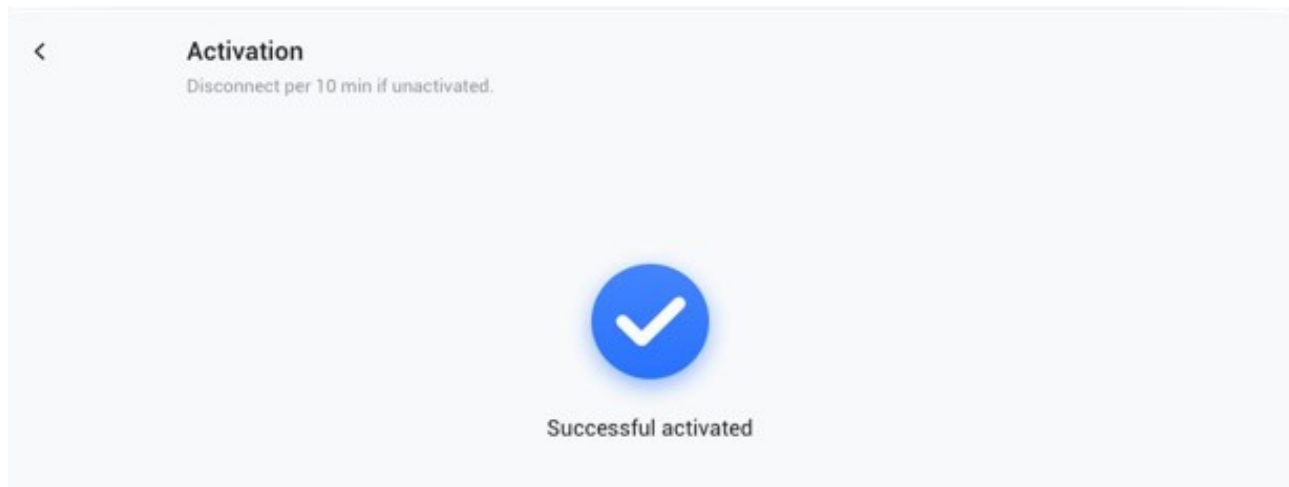 Activation
Disconnect per 10 min if unactivated.
Successful activated